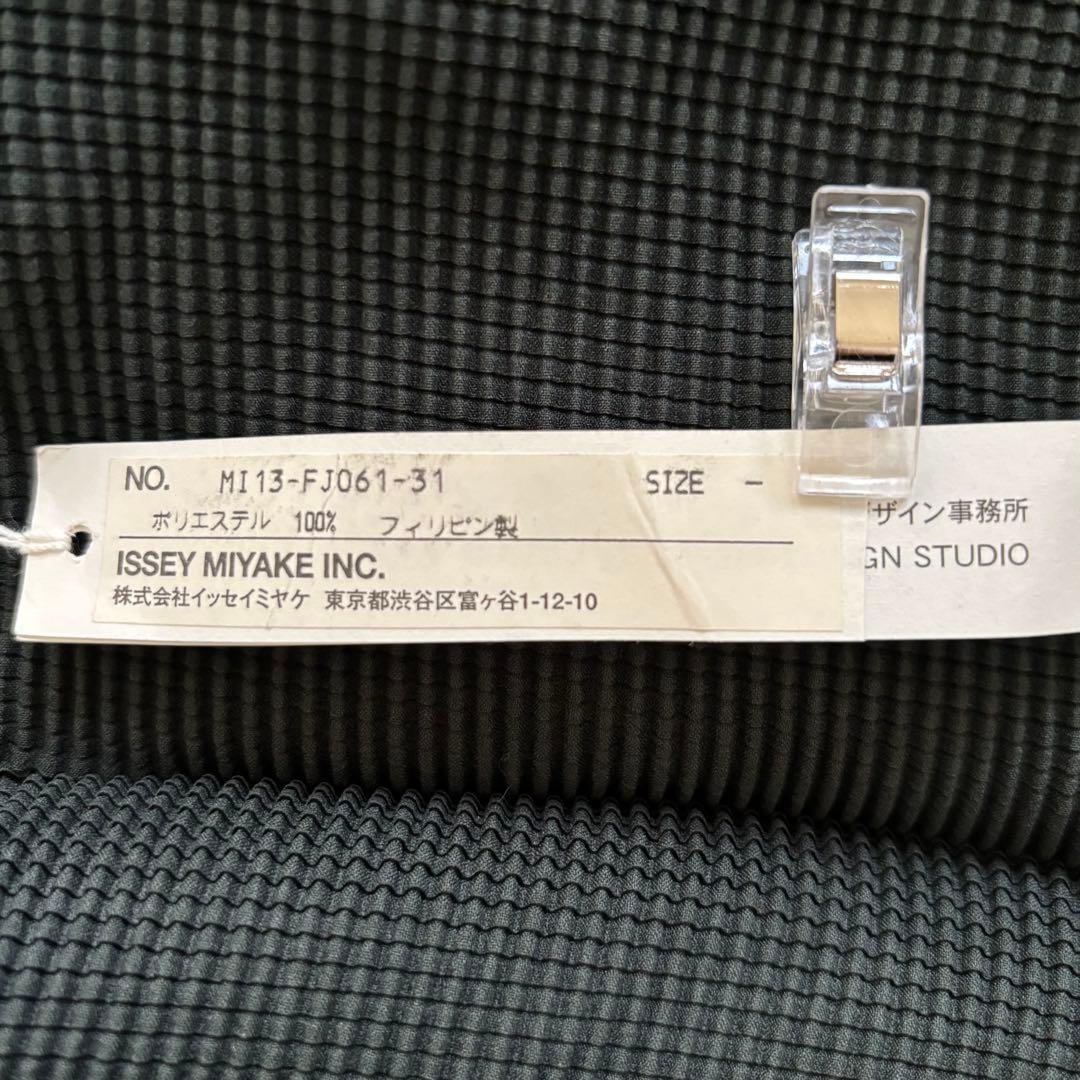 NO. MI13-FJ061-31 SIZE -
ポリエステル 100% フィリピン製
ISSEY MIYAKE INC.
株式会社イッセイミヤケ 東京都渋谷区富ヶ谷1-12-10
ザイン事務所
GN STUDIO